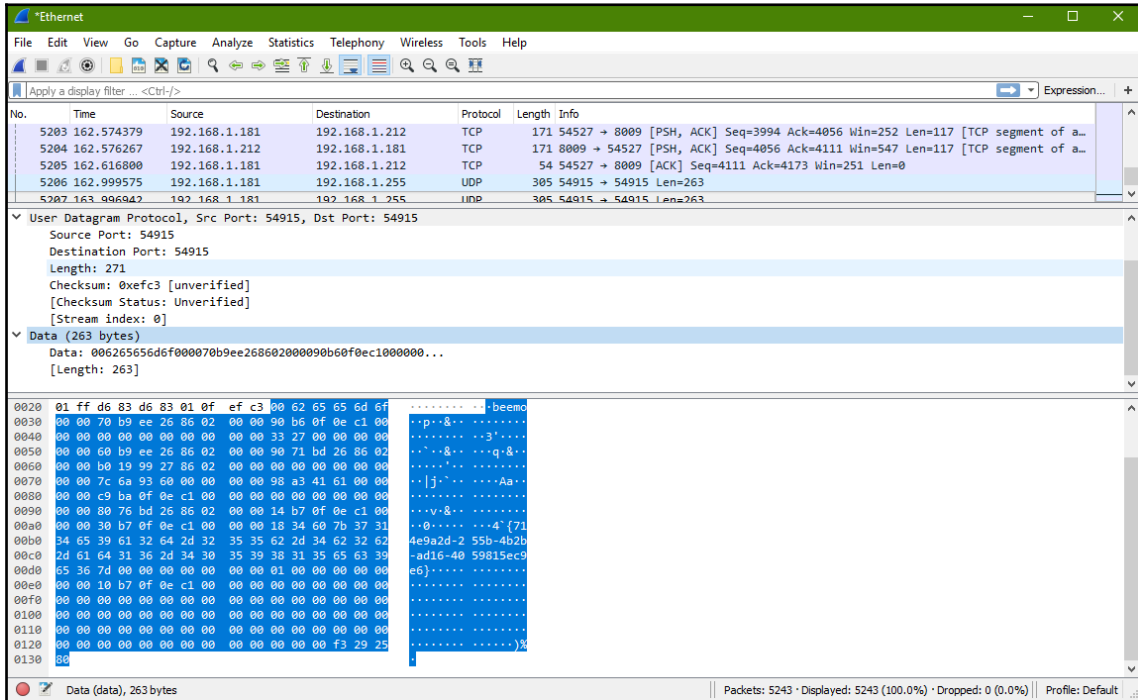 *Ethernet
File Edit View Go Capture Analyze Statistics Telephony Wireless Tools Help
Apply a display filter ... <Ctrl-/>
Expression... +
No. Time Source Destination Protocol Length Info
5203 162.574379 192.168.1.181 192.168.1.212 TCP 171 54527 → 8009 [PSH, ACK] Seq=3994 Ack=4056 Win=252 Len=117 [TCP segment of a…
5204 162.576267 192.168.1.212 192.168.1.181 TCP 171 8009 → 54527 [PSH, ACK] Seq=4056 Ack=4111 Win=547 Len=117 [TCP segment of a…
5205 162.616800 192.168.1.181 192.168.1.212 TCP 54 54527 → 8009 [ACK] Seq=4111 Ack=4173 Win=251 Len=0
5206 162.999575 192.168.1.181 192.168.1.255 UDP 305 54915 → 54915 Len=263
5207 163.996942 192.168.1.181 192.168.1.255 UDP 305 54915 → 54915 Len=263
User Datagram Protocol, Src Port: 54915, Dst Port: 54915
Source Port: 54915
Destination Port: 54915
Length: 271
Checksum: 0xefc3 [unverified]
[Checksum Status: Unverified]
[Stream index: 0]
Data (263 bytes)
Data: 006265656d6f000070b9ee268602000090b60f0ec1000000...
[Length: 263]
0020 01 ff d6 83 d6 83 01 0f ef c3 00 62 65 65 6d 6f ········ ··beemo
0030 00 00 70 b9 ee 26 86 02 00 00 90 b6 0f 0e c1 00 ··p··&·· ········
0040 00 00 00 00 00 00 00 00 00 00 33 27 00 00 00 00 ········ ··3'····
0050 00 00 60 b9 ee 26 86 02 00 00 90 71 bd 26 86 02 ··`··&·· ···q·&··
0060 00 00 b0 19 99 27 86 02 00 00 00 00 00 00 00 00 ·····'·· ········
0070 00 00 7c 6a 93 60 00 00 00 00 98 a3 41 61 00 00 ··|j·`·· ····Aa··
0080 00 00 c9 ba 0f 0e c1 00 00 00 00 00 00 00 00 00 ········ ········
0090 00 00 80 76 bd 26 86 02 00 00 14 b7 0f 0e c1 00 ···v·&·· ········
00a0 00 00 30 b7 0f 0e c1 00 00 00 18 34 60 7b 37 31 ··0····· ···4`{71
00b0 34 65 39 61 32 64 2d 32 35 35 62 2d 34 62 32 62 4e9a2d-2 55b-4b2b
00c0 2d 61 64 31 36 2d 34 30 35 39 38 31 35 65 63 39 -ad16-40 59815ec9
00d0 65 36 7d 00 00 00 00 00 00 01 00 00 00 00 00 00 e6}····· ········
00e0 00 00 10 b7 0f 0e c1 00 00 00 00 00 00 00 00 00 ········ ········
00f0 00 00 00 00 00 00 00 00 00 00 00 00 00 00 00 00 ········ ········
0100 00 00 00 00 00 00 00 00 00 00 00 00 00 00 00 00 ········ ········
0110 00 00 00 00 00 00 00 00 00 00 00 00 00 00 00 00 ········ ········
0120 00 00 00 00 00 00 00 00 00 00 00 00 00 f3 29 25 ········ ······)%
0130 80 ·
Data (data), 263 bytes
Packets: 5243 · Displayed: 5243 (100.0%) · Dropped: 0 (0.0%) Profile: Default